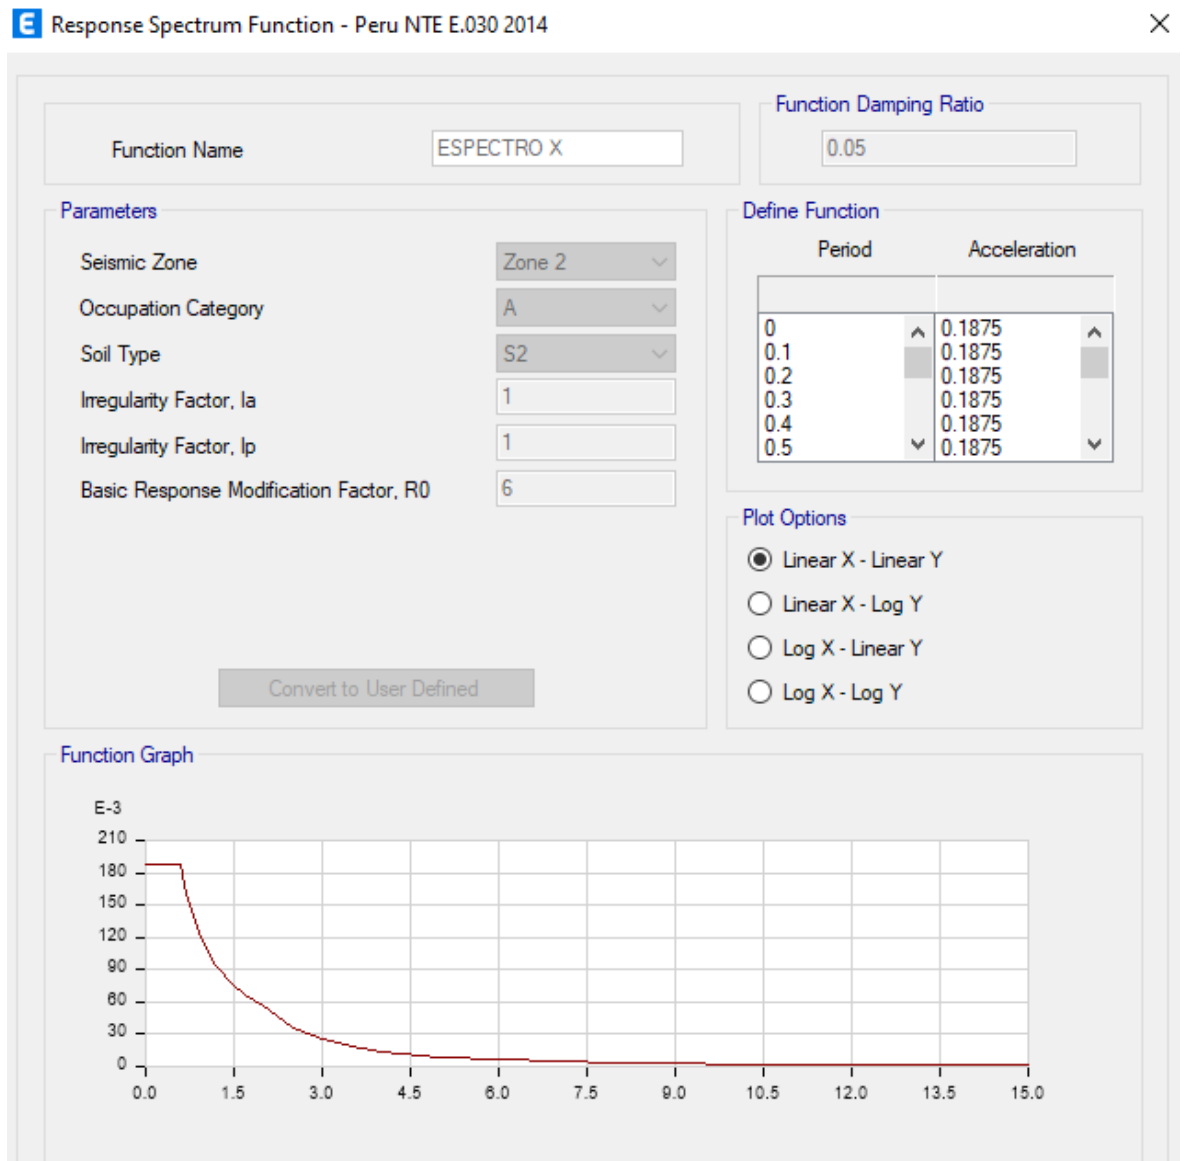 E Response Spectrum Function - Peru NTE E.030 2014
Function Name
ESPECTRO X
Function Damping Ratio
0.05
Parameters
Seismic Zone
Zone 2
Occupation Category
A
Soil Type
S2
Irregularity Factor, Ia
1
Irregularity Factor, Ip
1
Basic Response Modification Factor, R0
6
Convert to User Defined
Define Function
Period Acceleration
0 0.1875
0.1 0.1875
0.2 0.1875
0.3 0.1875
0.4 0.1875
0.5 0.1875
Plot Options
Linear X - Linear Y
Linear X - Log Y
Log X - Linear Y
Log X - Log Y
Function Graph
E-3
210
180
150
120
90
60
30
0
0.0 1.5 3.0 4.5 6.0 7.5 9.0 10.5 12.0 13.5 15.0